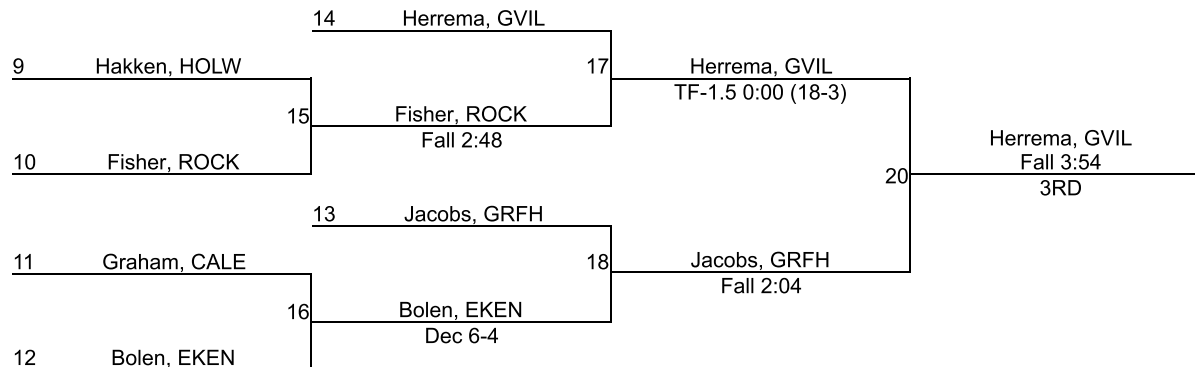 14 Herrema, GVIL
9 Hakken, HOLW
17 Herrema, GVIL
TF-1.5 0:00 (18-3)
15 Fisher, ROCK
Fall 2:48
Herrema, GVIL
10 Fisher, ROCK
Fall 3:54
20
3RD
13 Jacobs, GRFH
11 Graham, CALE
18 Jacobs, GRFH
Fall 2:04
16 Bolen, EKEN
Dec 6-4
12 Bolen, EKEN